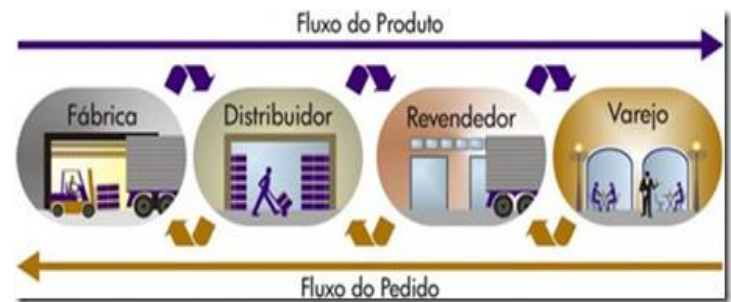 Fluxo do Produto
Fábrica
Distribuidor
Revendedor
Varejo
Fluxo do Pedido